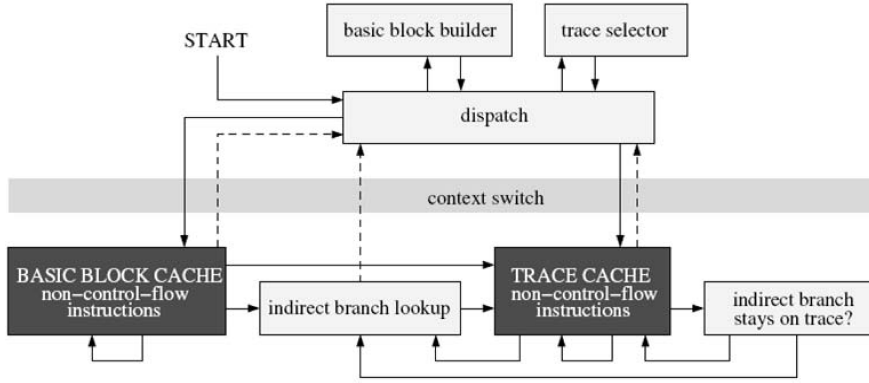 basic block builder
trace selector
START
dispatch
context switch
BASIC BLOCK CACHE
non−control−flow
instructions
indirect branch lookup
TRACE CACHE
non−control−flow
instructions
indirect branch
stays on trace?